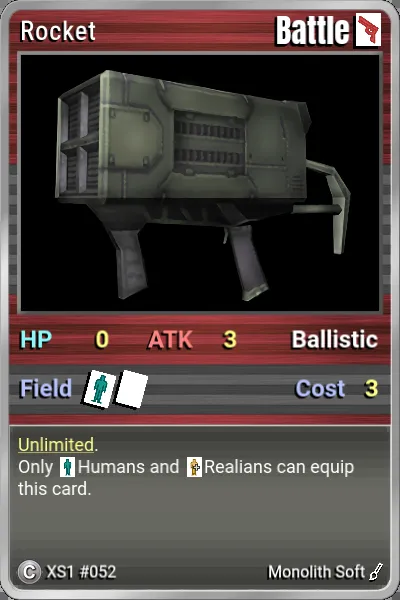 Rocket Battle
HP 0 ATK 3 Ballistic
Field Cost 3
Unlimited.
Only Humans and Realians can equip
this card.
C XS1 #052 Monolith Soft